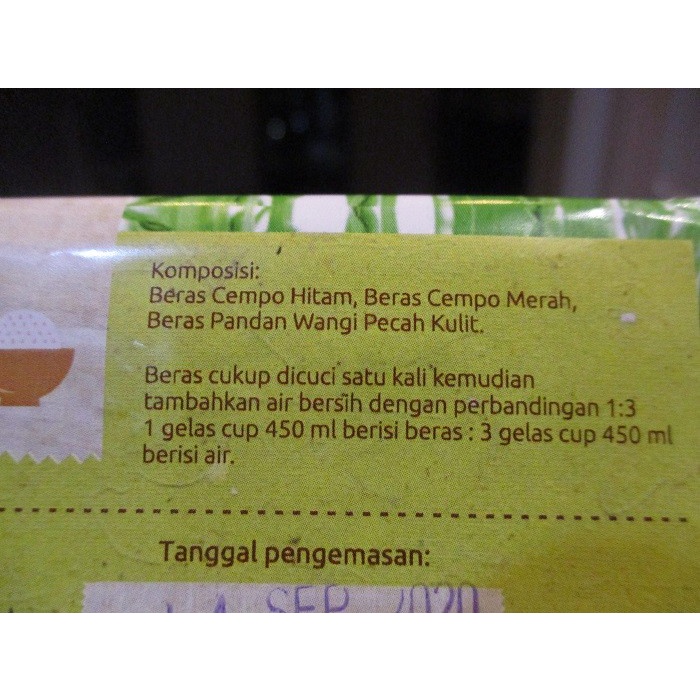 Komposisi:
Beras Cempo Hitam, Beras Cempo Merah,
Beras Pandan Wangi Pecah Kulit.
Beras cukup dicuci satu kali kemudian
tambahkan air bersih dengan perbandingan 1:3
1 gelas cup 450 ml berisi beras : 3 gelas cup 450 ml
berisi air.
Tanggal pengemasan:
SEP 2020